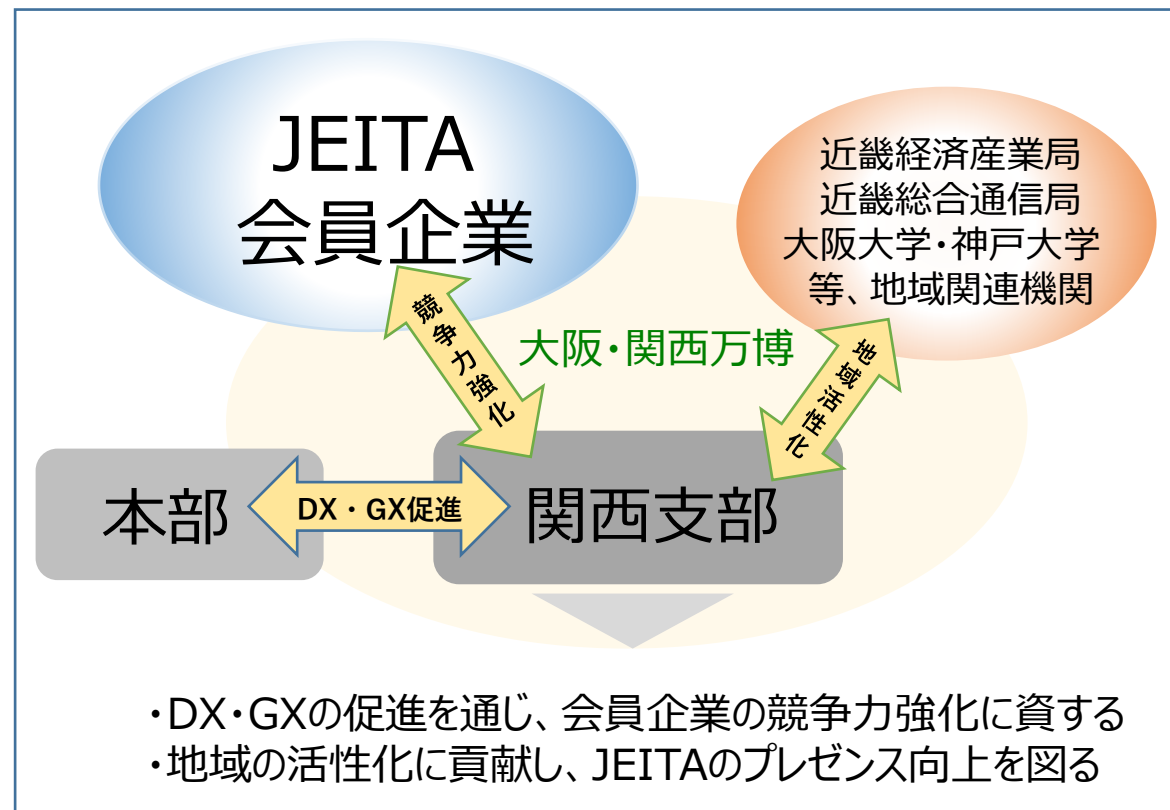 JEITA
会員企業
近畿経済産業局
近畿総合通信局
大阪大学・神戸大学
等、地域関連機関
競争力強化
大阪・関西万博
地域活性化
本部
DX・GX促進
関西支部
・DX・GXの促進を通じ、会員企業の競争力強化に資する
・地域の活性化に貢献し、JEITAのプレゼンス向上を図る